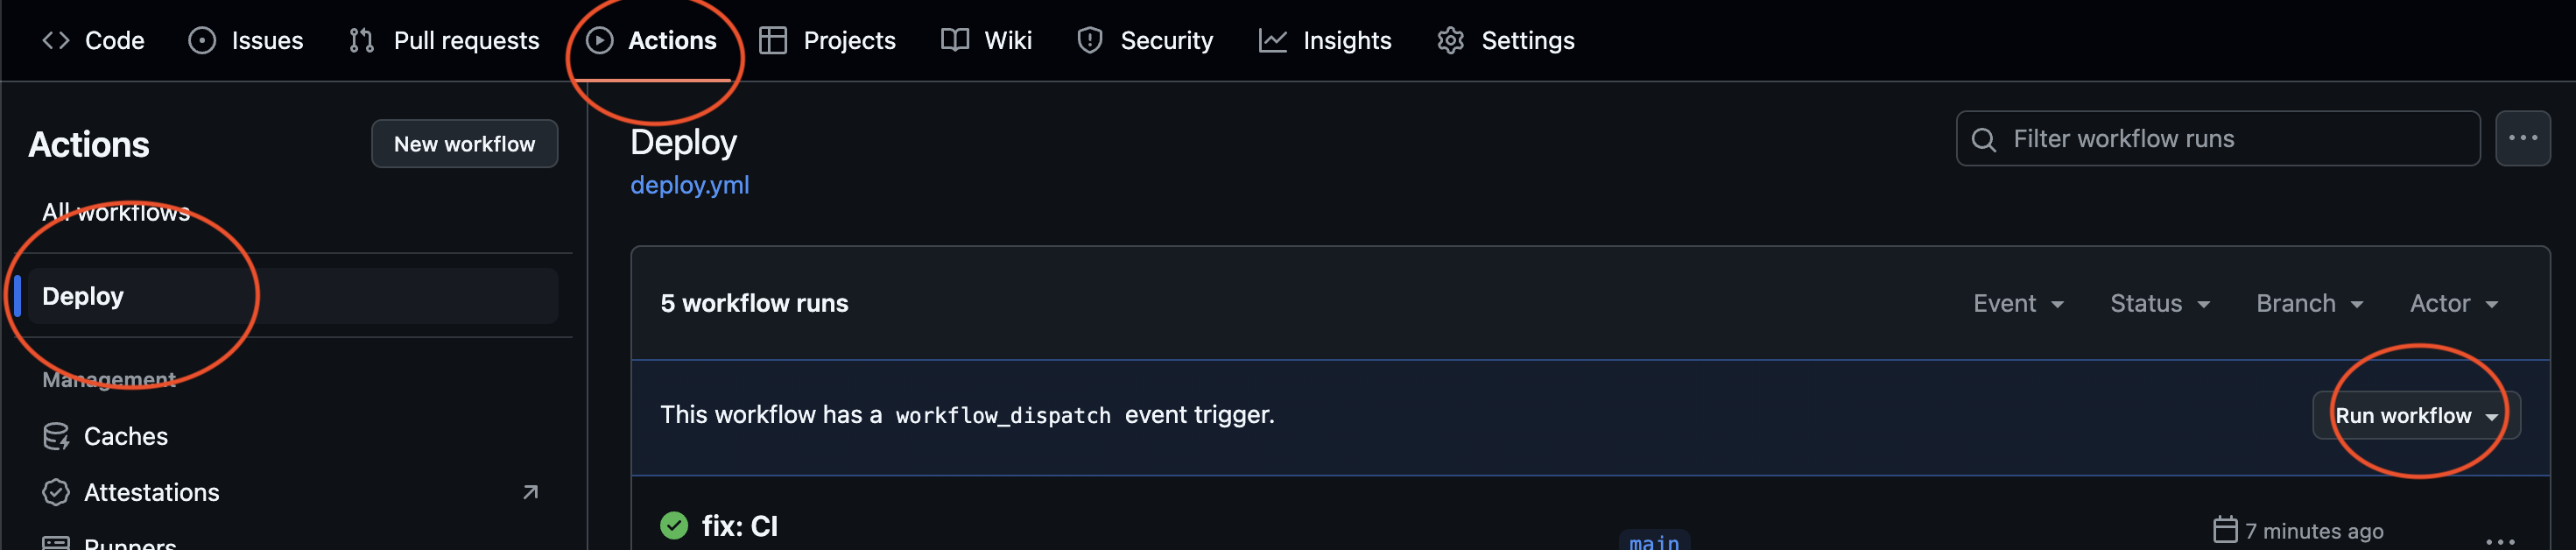 Code Issues Pull requests Actions Projects Wiki Security Insights Settings
Actions
New workflow
All workflows
Deploy
Management
Caches
Attestations
Runners
Deploy
deploy.yml
Filter workflow runs
5 workflow runs
Event Status Branch Actor
This workflow has a workflow_dispatch event trigger.
Run workflow
fix: CI
main
7 minutes ago